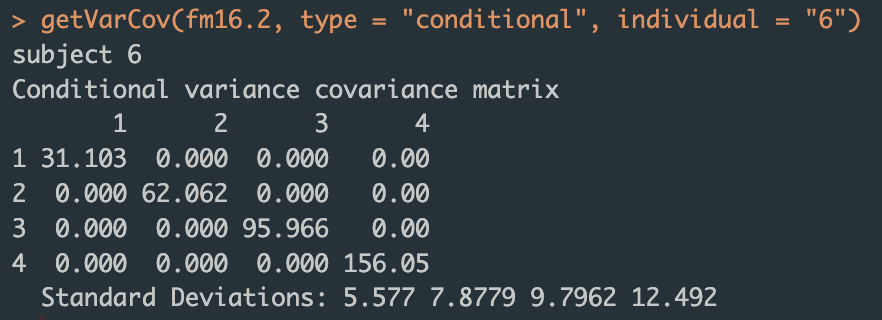 > getVarCov(fm16.2, type = "conditional", individual = "6")
subject 6
Conditional variance covariance matrix
       1      2      3      4
1 31.103  0.000  0.000   0.00
2  0.000 62.062  0.000   0.00
3  0.000  0.000 95.966   0.00
4  0.000  0.000  0.000 156.05
  Standard Deviations: 5.577 7.8779 9.7962 12.492